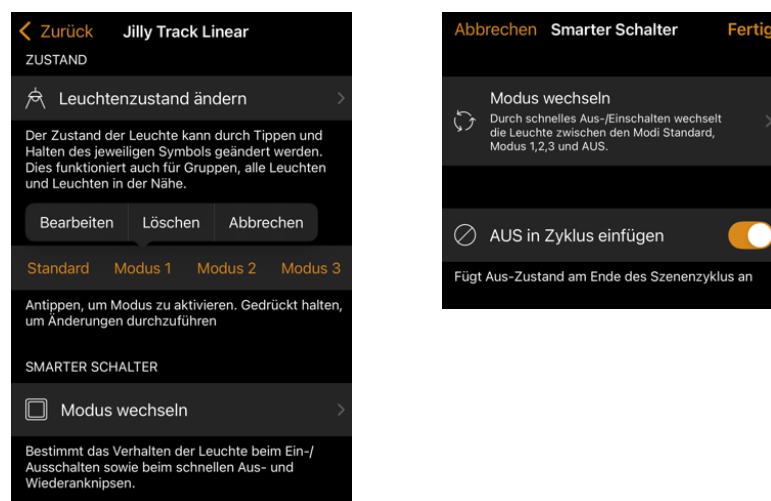 Zurück Jilly Track Linear
ZUSTAND
Leuchtenzustand ändern
Der Zustand der Leuchte kann durch Tippen und
Halten des jeweiligen Symbols geändert werden.
Dies funktioniert auch für Gruppen, alle Leuchten
und Leuchten in der Nähe.
Bearbeiten Löschen Abbrechen
Standard Modus 1 Modus 2 Modus 3
Antippen, um Modus zu aktivieren. Gedrückt halten,
um Änderungen durchzuführen
SMARTER SCHALTER
Modus wechseln
Bestimmt das Verhalten der Leuchte beim Ein-/
Ausschalten sowie beim schnellen Aus- und
Wiederanknipsen.
Abbrechen Smarter Schalter Fertig
Modus wechseln
Durch schnelles Aus-/Einschalten wechselt
die Leuchte zwischen den Modi Standard,
Modus 1,2,3 und AUS.
AUS in Zyklus einfügen
Fügt Aus-Zustand am Ende des Szenenzyklus an